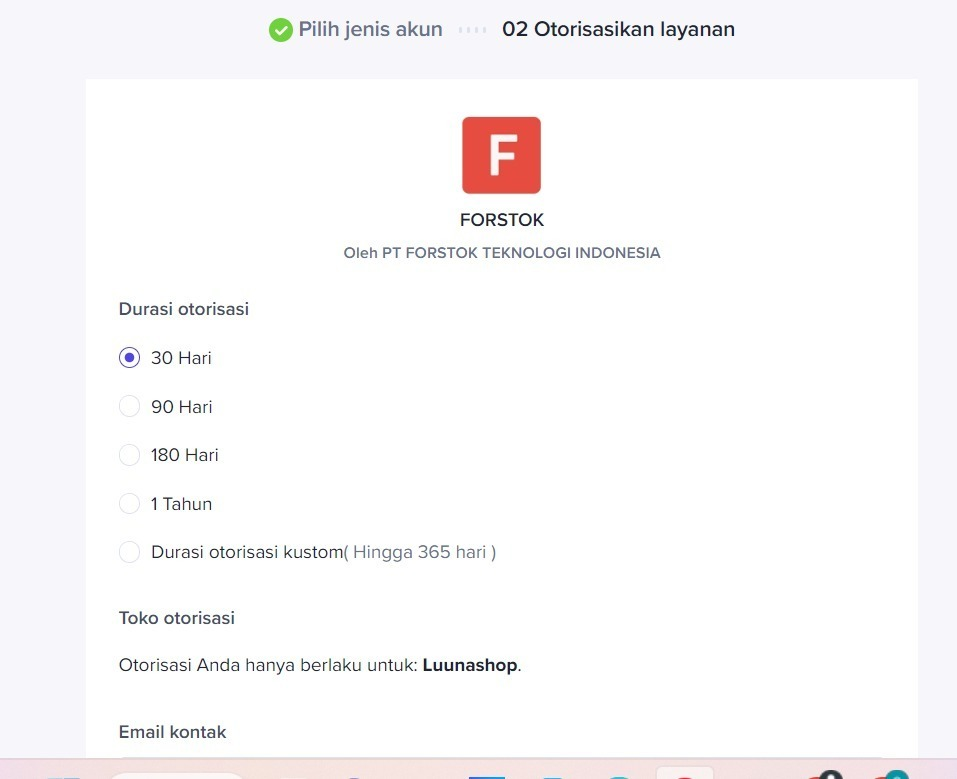 Pilih jenis akun 02 Otorisasikan layanan
F
FORSTOK
Oleh PT FORSTOK TEKNOLOGI INDONESIA
Durasi otorisasi
30 Hari
90 Hari
180 Hari
1 Tahun
Durasi otorisasi kustom( Hingga 365 hari )
Toko otorisasi
Otorisasi Anda hanya berlaku untuk: Luunashop.
Email kontak